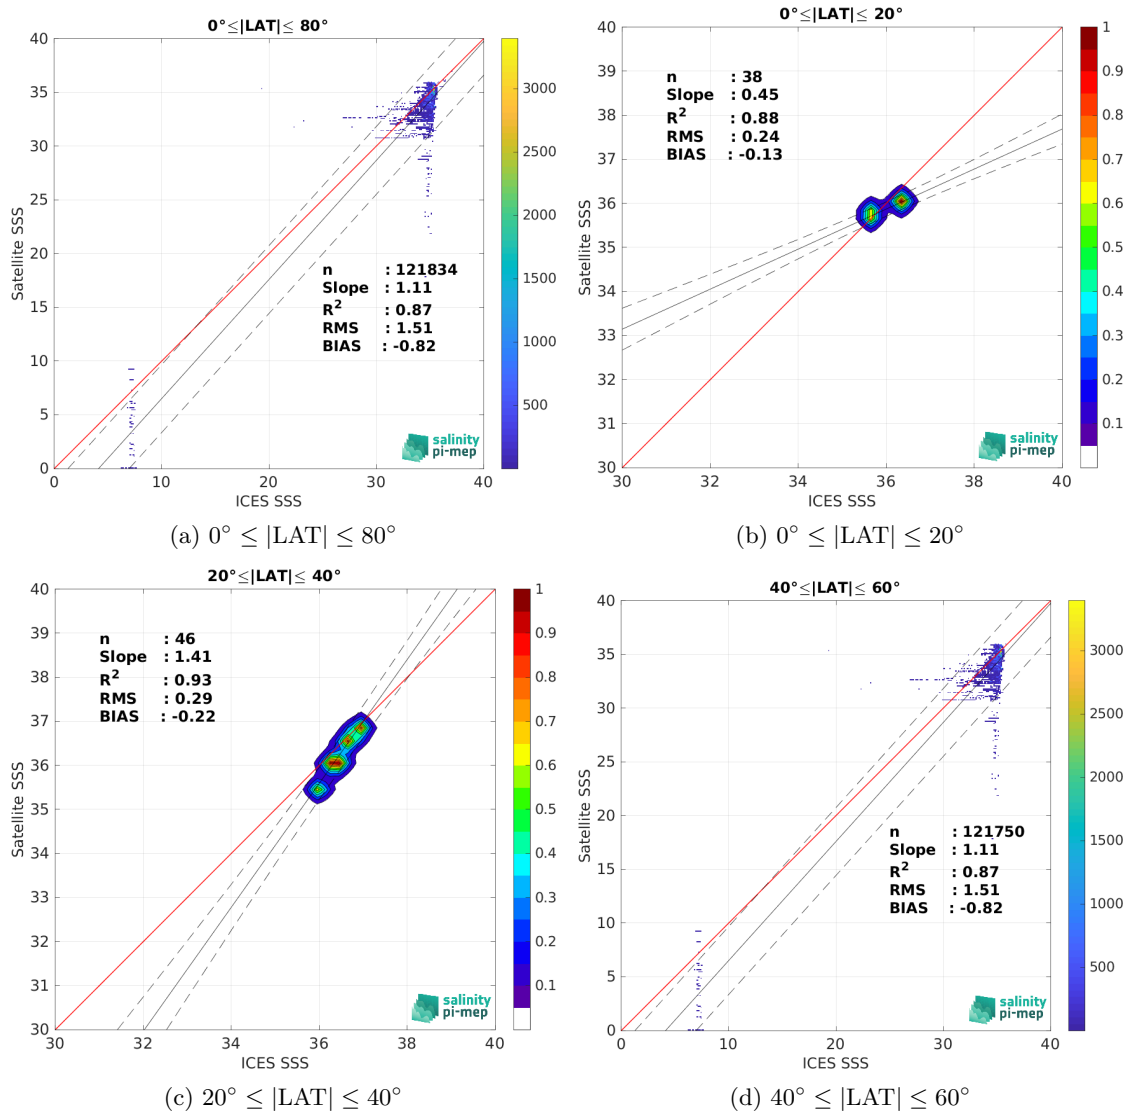 0°≤|LAT|≤ 80°
40
35
30
25
20
15
10
5
0
Satellite SSS
n : 121834
Slope : 1.11
R² : 0.87
RMS : 1.51
BIAS : -0.82
salinity
pi-mep
0 10 20 30 40
ICES SSS
3000
2500
2000
1500
1000
500
(a) 0° ≤ |LAT| ≤ 80°
0°≤|LAT|≤ 20°
40
39
38
37
36
35
34
33
32
31
30
Satellite SSS
n : 38
Slope : 0.45
R² : 0.88
RMS : 0.24
BIAS : -0.13
salinity
pi-mep
30 32 34 36 38 40
ICES SSS
1
0.9
0.8
0.7
0.6
0.5
0.4
0.3
0.2
0.1
(b) 0° ≤ |LAT| ≤ 20°
20°≤|LAT|≤ 40°
40
39
38
37
36
35
34
33
32
31
30
Satellite SSS
n : 46
Slope : 1.41
R² : 0.93
RMS : 0.29
BIAS : -0.22
salinity
pi-mep
30 32 34 36 38 40
ICES SSS
1
0.9
0.8
0.7
0.6
0.5
0.4
0.3
0.2
0.1
(c) 20° ≤ |LAT| ≤ 40°
40°≤|LAT|≤ 60°
40
35
30
25
20
15
10
5
0
Satellite SSS
n : 121750
Slope : 1.11
R² : 0.87
RMS : 1.51
BIAS : -0.82
salinity
pi-mep
0 10 20 30 40
ICES SSS
3000
2500
2000
1500
1000
500
(d) 40° ≤ |LAT| ≤ 60°